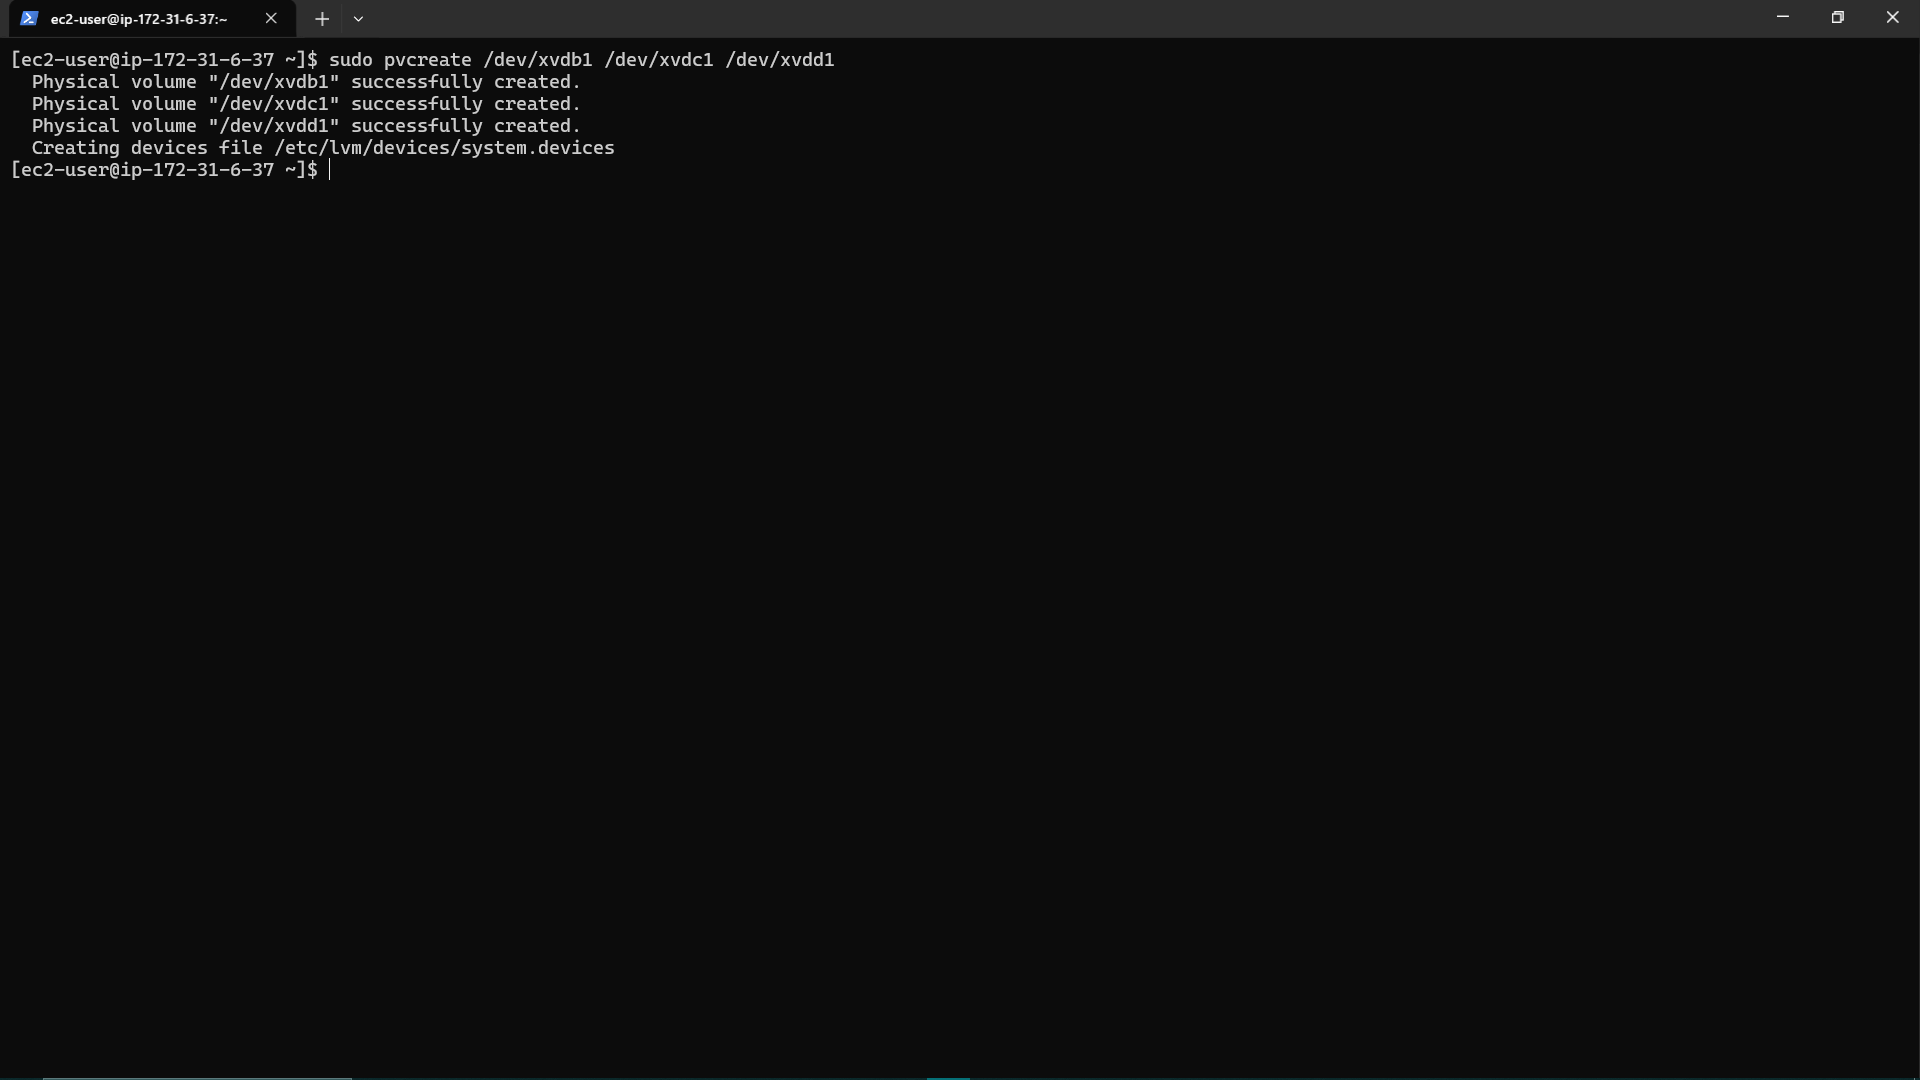 ec2-user@ip-172-31-6-37:~
[ec2-user@ip-172-31-6-37 ~]$ sudo pvcreate /dev/xvdb1 /dev/xvdc1 /dev/xvdd1
  Physical volume "/dev/xvdb1" successfully created.
  Physical volume "/dev/xvdc1" successfully created.
  Physical volume "/dev/xvdd1" successfully created.
  Creating devices file /etc/lvm/devices/system.devices
[ec2-user@ip-172-31-6-37 ~]$